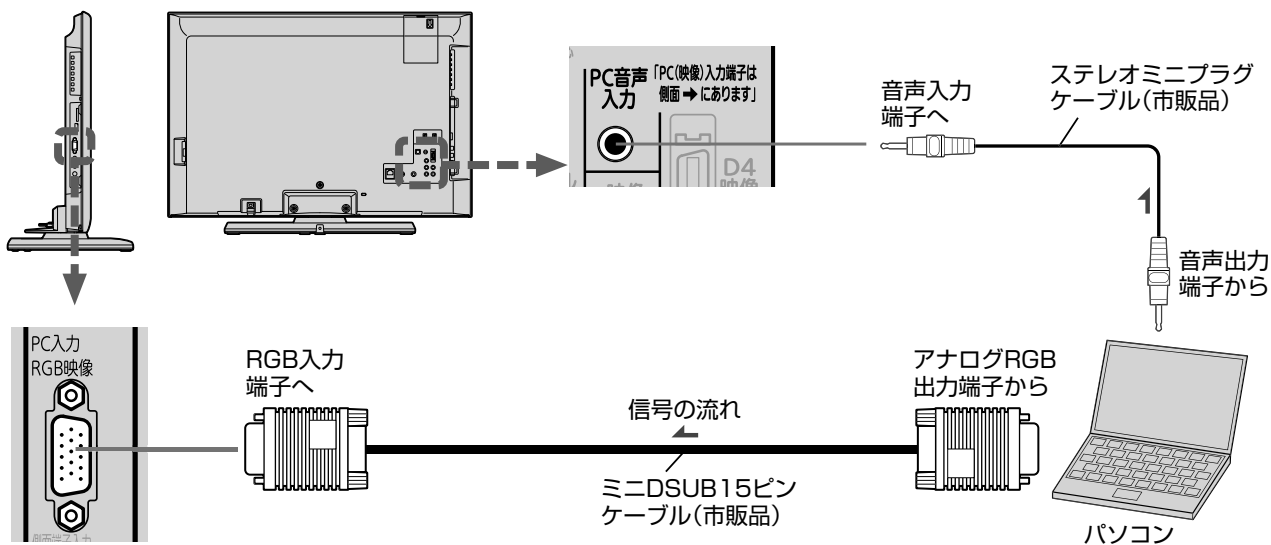 PC音声
入力
「PC(映像)入力端子は
側面➡にあります」
D4
映像
音声入力
端子へ
ステレオミニプラグ
ケーブル(市販品)
音声出力
端子から
PC入力
RGB映像
RGB入力
端子へ
信号の流れ
ミニDSUB15ピン
ケーブル(市販品)
アナログRGB
出力端子から
パソコン